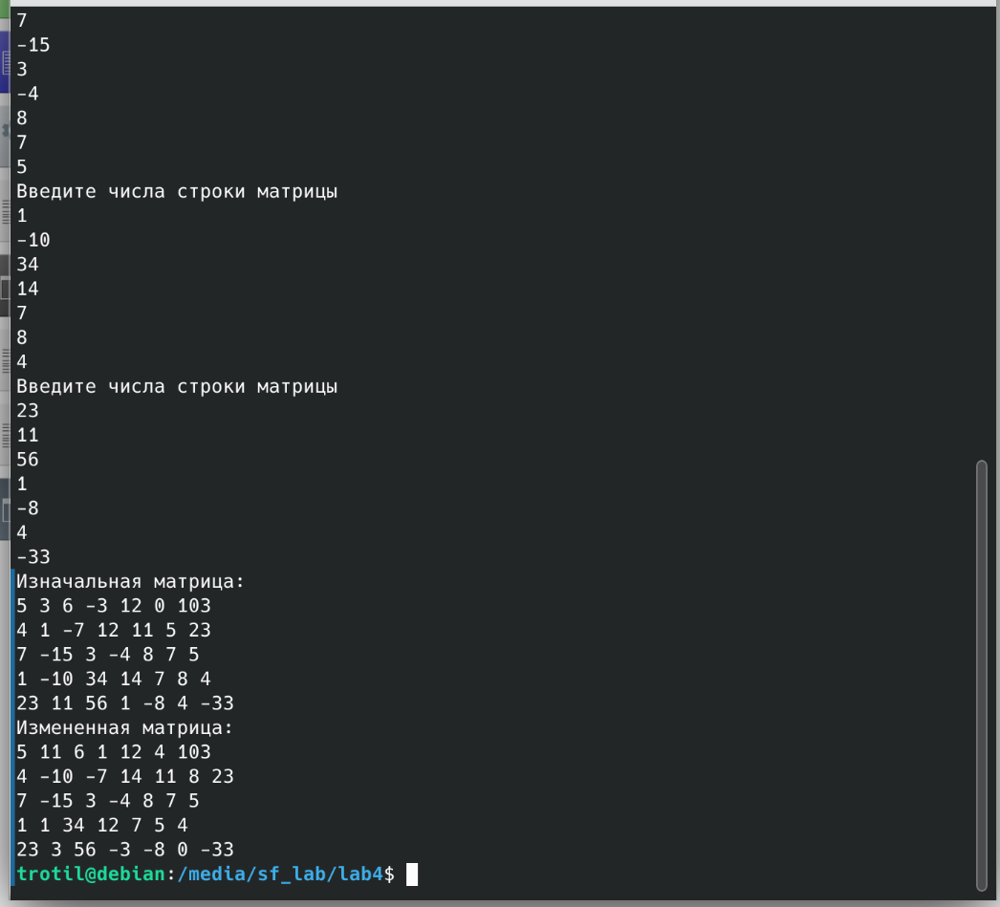 7
-15
3
-4
8
7
5
Введите числа строки матрицы
1
-10
34
14
7
8
4
Введите числа строки матрицы
23
11
56
1
-8
4
-33
Изначальная матрица:
5 3 6 -3 12 0 103
4 1 -7 12 11 5 23
7 -15 3 -4 8 7 5
1 -10 34 14 7 8 4
23 11 56 1 -8 4 -33
Измененная матрица:
5 11 6 1 12 4 103
4 -10 -7 14 11 8 23
7 -15 3 -4 8 7 5
1 1 34 12 7 5 4
23 3 56 -3 -8 0 -33
trotil@debian:/media/sf_lab/lab4$